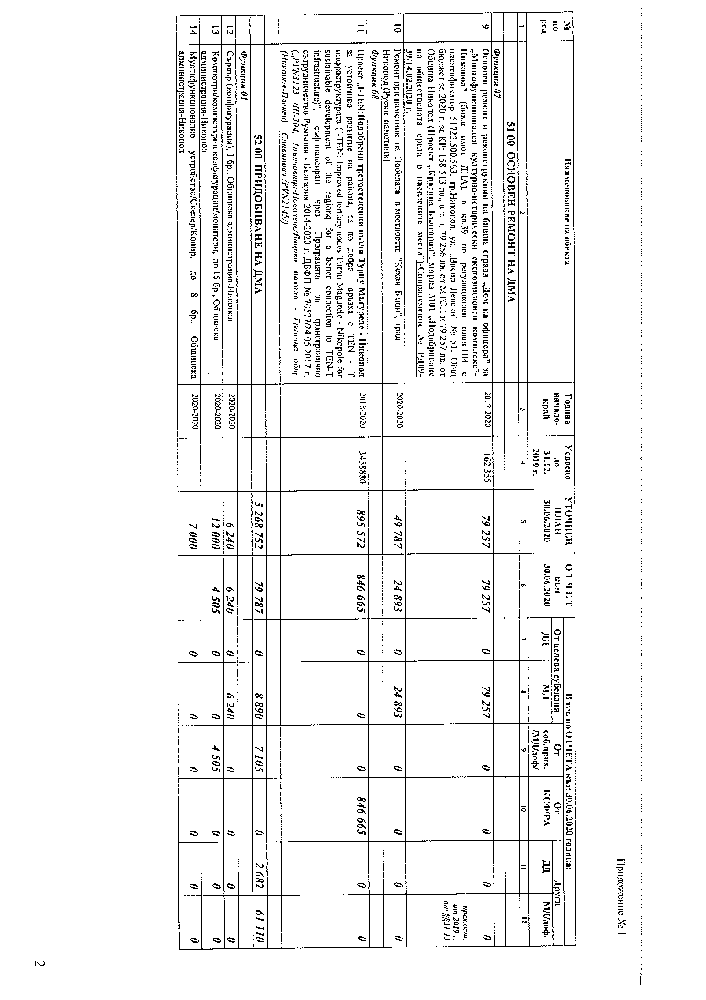 Приложение № 1
№ по ред
Наименование на обекта
Година начало-край
Усвоено до 31.12. 2019 г.
УТОЧНЕН ПЛАН 30.06.2020
О Т Ч Е Т към 30.06.2020
В т.ч. по ОТЧЕТА към 30.06.2020 година:
От целева субсидия
ДД
МД
От соб.прих. /МД/доф/
От КСФ/РА
Други
ДД
МД/доф.
1 2 3 4 5 6 7 8 9 10 11 12
51 00 ОСНОВЕН РЕМОНТ НА ДМА
Функция 07
9
Основен ремонт и реконструкция на бивша сграда „Дом на офицера” за
„Многофункционален културно-исторически експозиционен комплекс”-
Никопол” (бивш имот ДНА), в кв.39 по регулационен план-ПИ с
идентификатор 51723.500.563, гр.Никопол, ул. „Васил Левски” № 51. Общ
бюджет за 2020 г. за КР: 158 513 лв., в т. ч. 79 256 лв. от МТСП и 79 257 лв. от
Община Никопол (Проект „Красива България”, мярка М01 „Подобряване
на обществената среда в населените места”)-Споразумение № РД09-
39/14.02.2020 г.
2017-2020 162 355 79 257 79 257 0 79 257 0 0 0 0
прех.ост.
от 2019 г.
от §§31-13
10
Ремонт при паметник на Победата в местността "Кехая Баши", град
Никопол (Руски паметник)
2020-2020 49 787 24 893 0 24 893 0 0 0 0
Функция 08
11
Проект „I-TEN:Подобрени третостепенни възли Турну Мъгуреле - Никопол
за устойчиво развитие на района, за по добра връзка с TEN - T
инфраструктурата (I-TEN: Improved tertiary nodes Turnu Magurele - Nikopole for
sustainable development of the regionq for a better connection to TEN-T
infrastructure)", съфинансиран чрез Програмата за трансгранично
сътрудничество Румъния - България 2014-2020 г. ДБФП № 70577/24.05.2017 г.
(„PVN3123 /III-304, Трънчовица-Новачене/Бацова махала - Граница общ.
(Никопол-Плевен) – Славяново /PVN2145/)
2018-2020 3458880 895 572 846 665 0 0 0 846 665 0 0
52 00 ПРИДОБИВАНЕ НА ДМА
5 268 752 79 787 0 8 890 7 105 0 2 682 61 110
Функция 01
12
Сървър (конфигурация), 1 бр., Общинска администрация-Никопол
2020-2020 6 240 6 240 0 6 240 0 0 0 0
13
Компютри/компютърни конфигурации/монитори, до 15 бр., Общинска
администрация-Никопол
2020-2020 12 000 4 505 0 0 4 505 0 0 0
14
Мултифункционално устройство/Скенер/Копир, до 8 бр., Общинска
администрация-Никопол
2020-2020 7 000 0 0 0 0 0 0
2